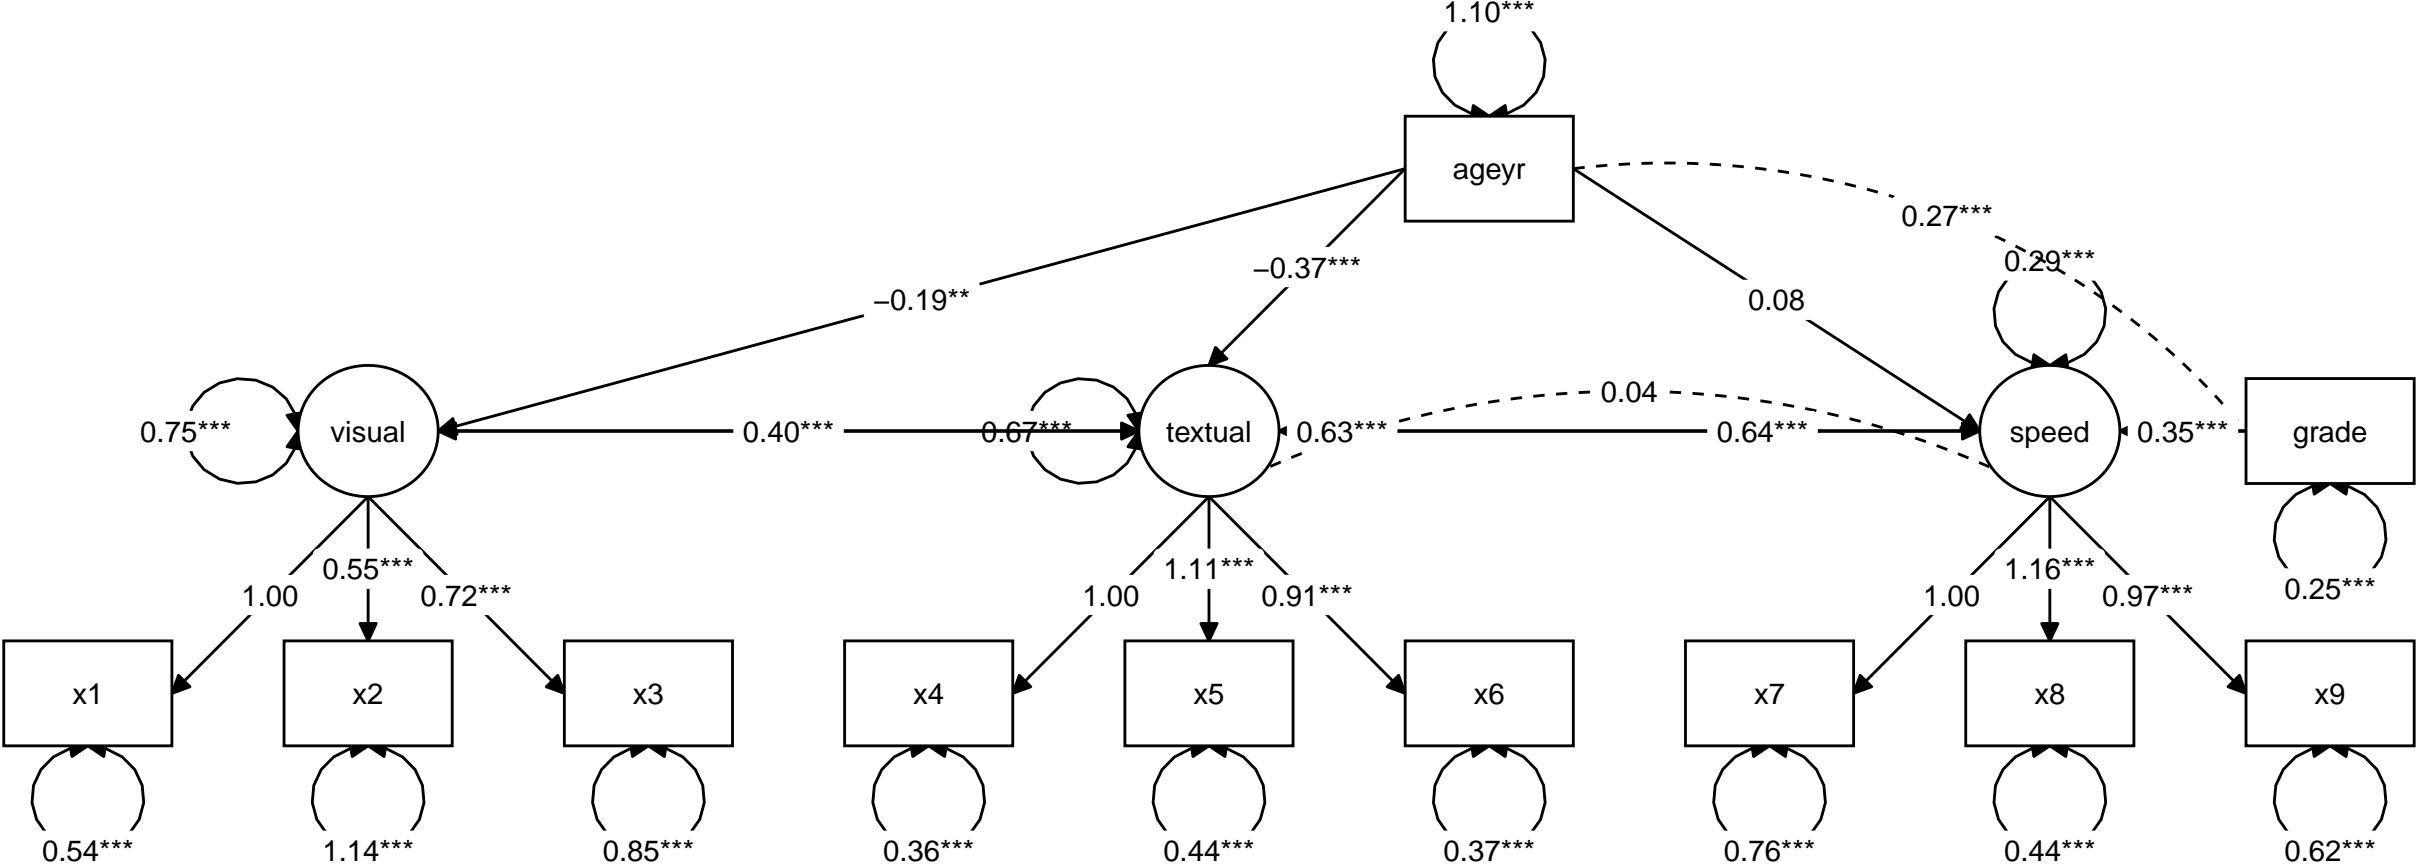 1.10***
ageyr
0.27***
0.29***
−0.37***
−0.19**
0.08
0.04
0.75***
visual
0.40***
0.67***
textual
0.63***
0.64***
speed
0.35***
grade
0.55***
1.11***
1.16***
0.25***
1.00
0.72***
1.00
0.91***
1.00
0.97***
x1
x2
x3
x4
x5
x6
x7
x8
x9
0.54***
1.14***
0.85***
0.36***
0.44***
0.37***
0.76***
0.44***
0.62***